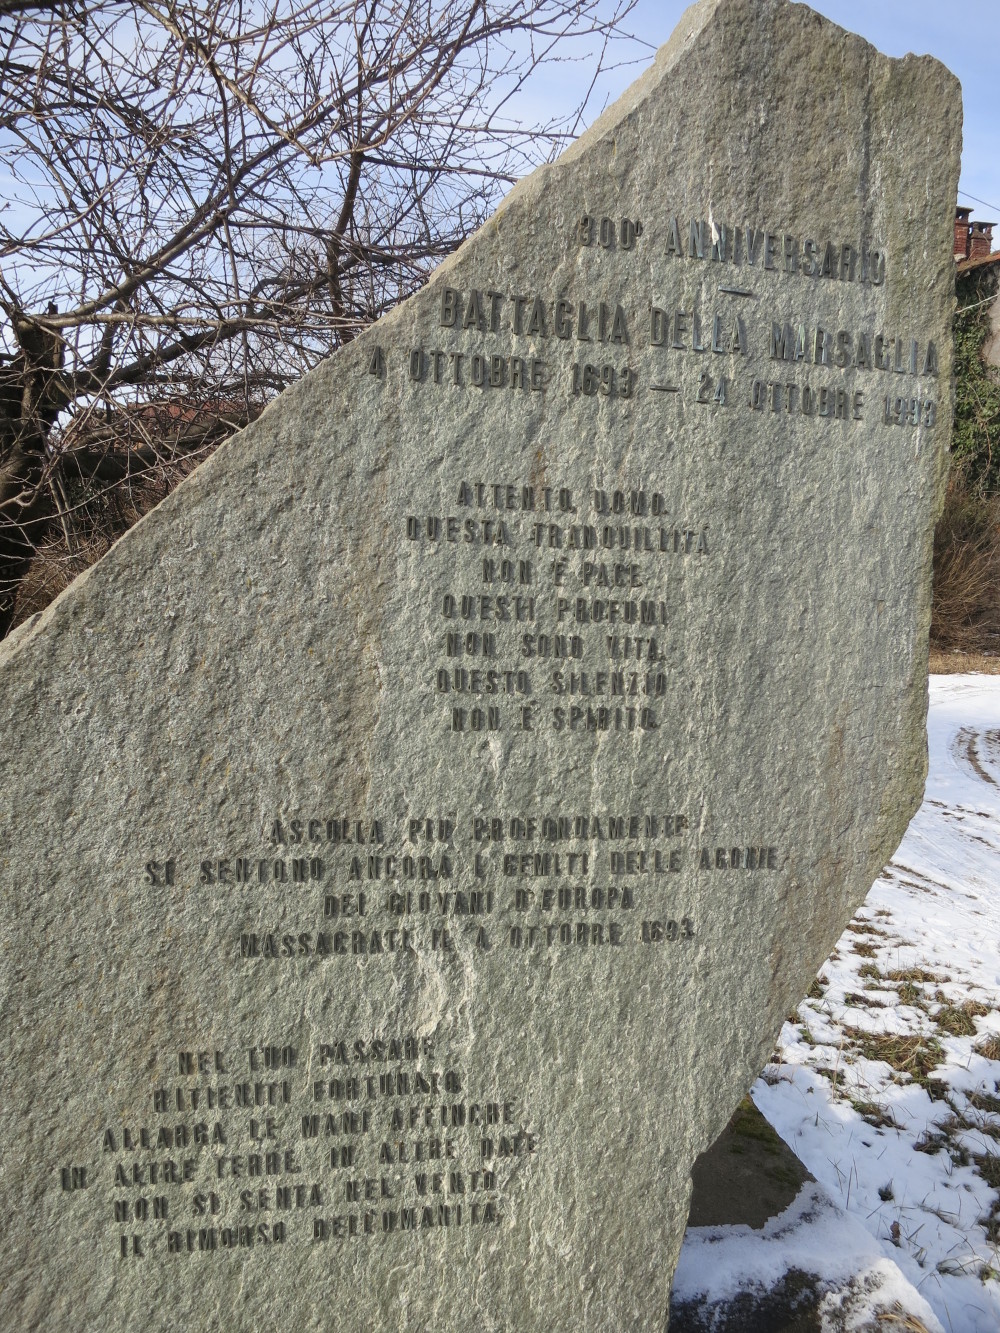 300° ANNIVERSARIO
BATTAGLIA DELLA MARSAGLIA
4 OTTOBRE 1693 — 24 OTTOBRE 1993
ATTENTO, UOMO.
QUESTA TRANQUILLITÁ
NON É PACE.
QUESTI PROFUMI
NON SONO VITA.
QUESTO SILENZIO
NON É SPIRITO.
ASCOLTA PIÙ PROFONDAMENTE:
SI SENTONO ANCORA I GEMITI DELLE AGONIE
DEI GIOVANI D'EUROPA
MASSACRATI IL 4 OTTOBRE 1693.
NEL TUO PASSARE
RITIENITI FORTUNATO.
ALLARGA LE MANI AFFINCHÉ
IN ALTRE TERRE, IN ALTRE DATE
NON SI SENTA NEL VENTO
IL RIMORSO DELL'UMANITÀ.